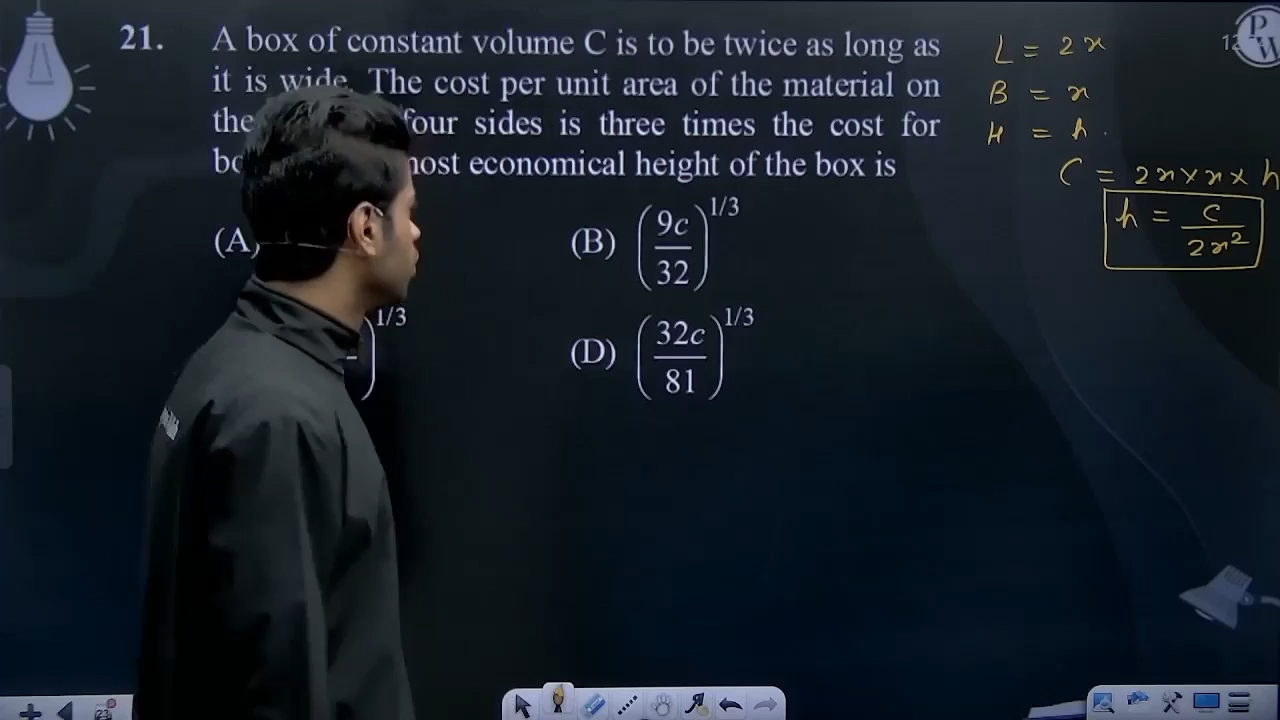 21. A box of constant volume C is to be twice as long as
it is wide. The cost per unit area of the material on
the four sides is three times the cost for
most economical height of the box is
(A)
(B) (9c/32)^1/3
1/3
(D) (32c/81)^1/3
L = 2x
B = x
H = h.
C = 2x × x × h
h = c/2x²
PW